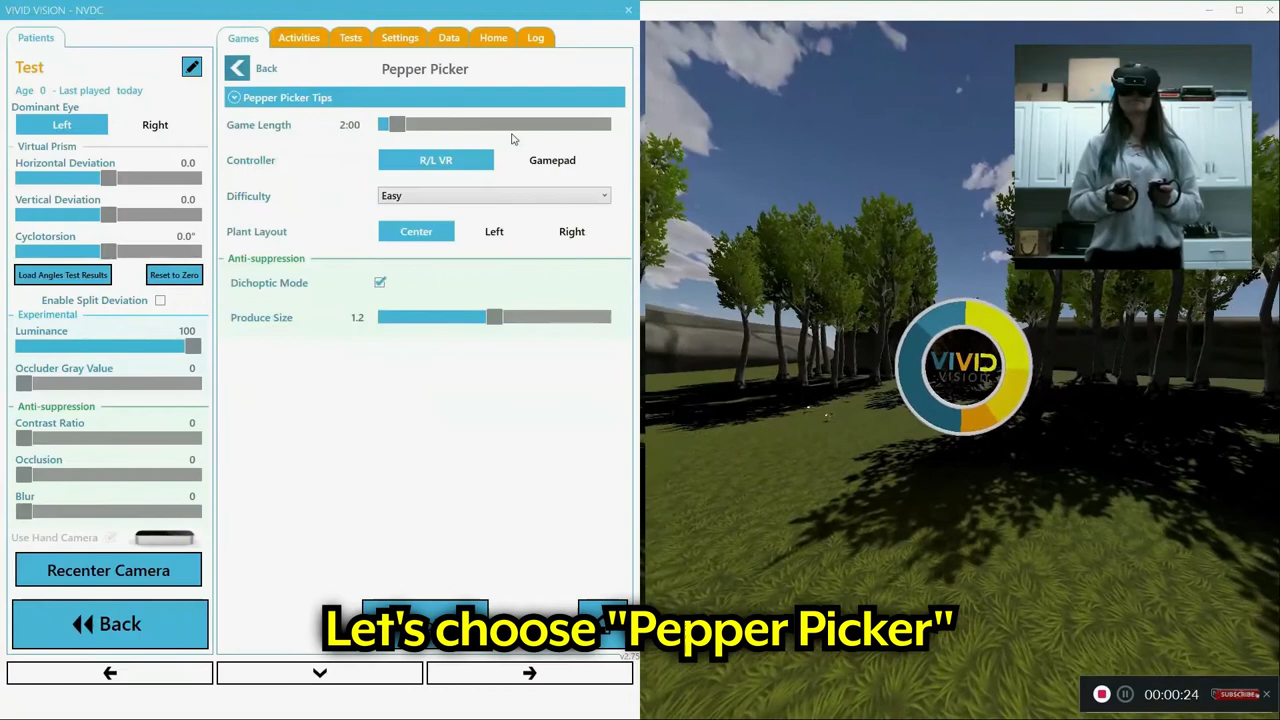 VIVID VISION - NVDC
Patients
Test
Age 0 - Last played today
Dominant Eye
Left Right
Virtual Prism
Horizontal Deviation 0.0
Vertical Deviation 0.0
Cyclotorsion 0.0°
Load Angles Test Results Reset to Zero
Enable Split Deviation
Experimental
Luminance 100
Occluder Gray Value 0
Anti-suppression
Contrast Ratio 0
Occlusion 0
Blur 0
Use Hand Camera
Recenter Camera
Back
Games Activities Tests Settings Data Home Log
Back Pepper Picker
Pepper Picker Tips
Game Length 2:00
Controller R/L VR Gamepad
Difficulty Easy
Plant Layout Center Left Right
Anti-suppression
Dichoptic Mode
Produce Size 1.2
VIVID
VISION
Let's choose "Pepper Picker"
v2.75
00:00:24 SUBSCRIBE